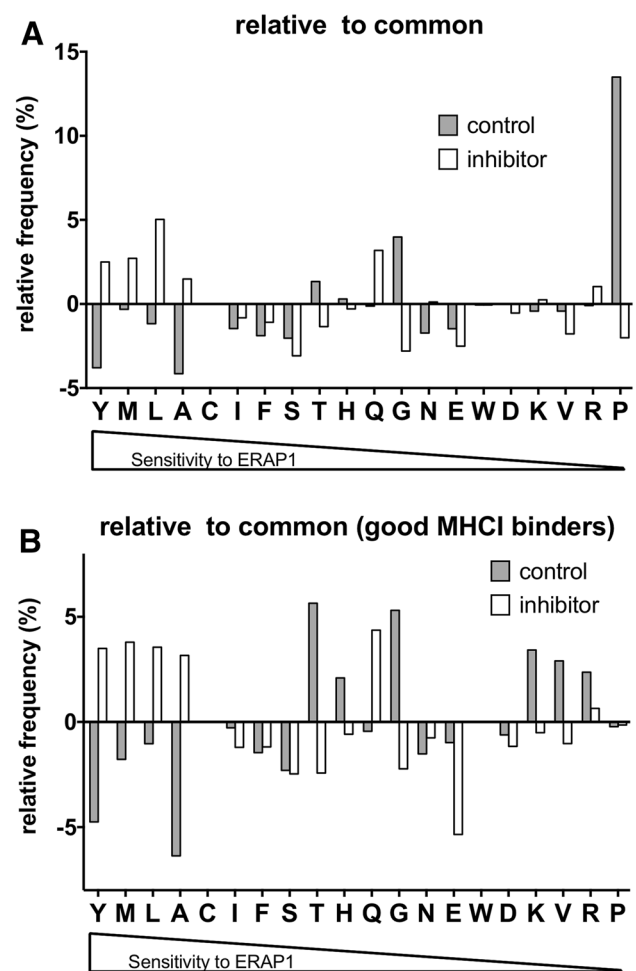 A
relative to common
relative frequency (%)
15
10
5
0
-5
control
inhibitor
Y M L A C I F S T H Q G N E W D K V R P
Sensitivity to ERAP1
B
relative to common (good MHCI binders)
relative frequency (%)
5
0
-5
control
inhibitor
Y M L A C I F S T H Q G N E W D K V R P
Sensitivity to ERAP1